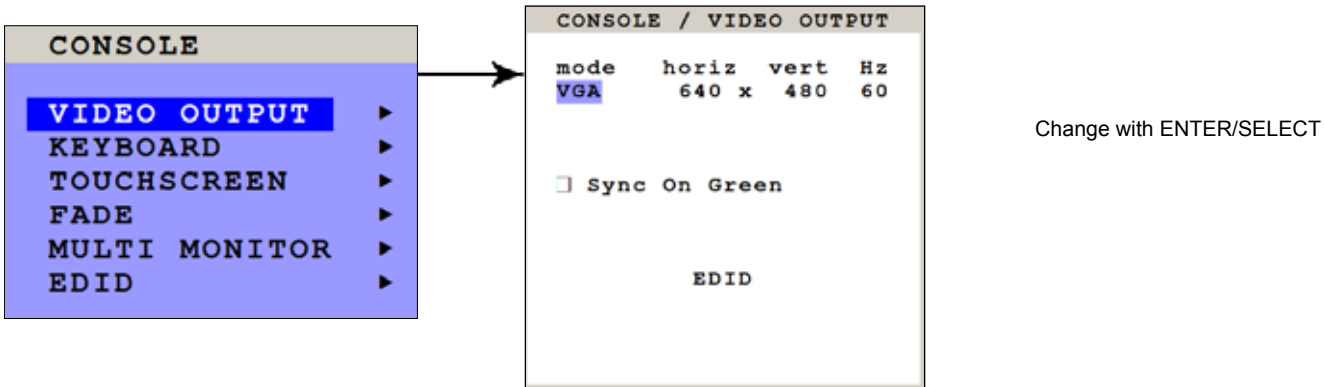 CONSOLE
VIDEO OUTPUT
KEYBOARD
TOUCHSCREEN
FADE
MULTI MONITOR
EDID
CONSOLE / VIDEO OUTPUT
mode horiz vert Hz
VGA 640 x 480 60
Sync On Green
EDID
Change with ENTER/SELECT